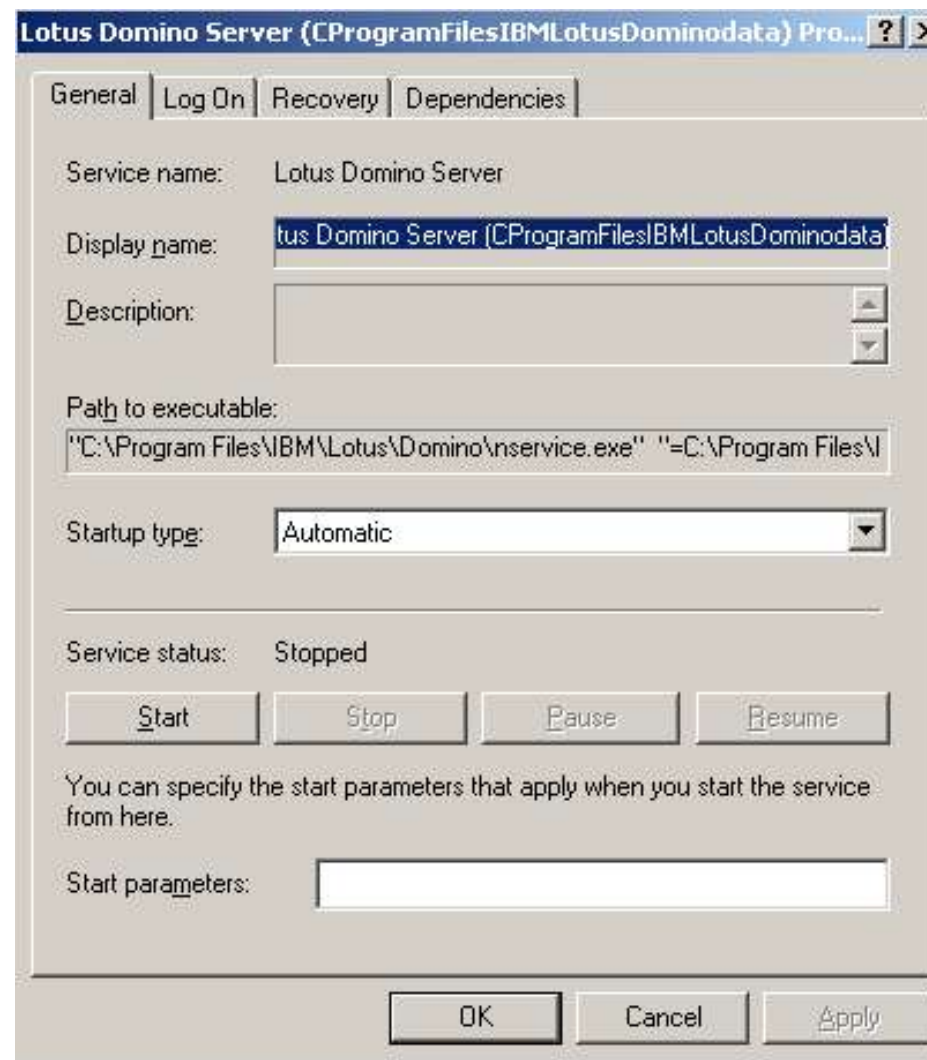 Lotus Domino Server (CProgramFilesIBMLotusDominodata) Pro... ? X
General Log On Recovery Dependencies
Service name: Lotus Domino Server
Display name: tus Domino Server (CProgramFilesIBMLotusDominodata)
Description:
Path to executable:
"C:\Program Files\IBM\Lotus\Domino\nservice.exe" "=C:\Program Files\I
Startup type: Automatic
Service status: Stopped
Start Stop Pause Resume
You can specify the start parameters that apply when you start the service
from here.
Start parameters:
OK Cancel Apply